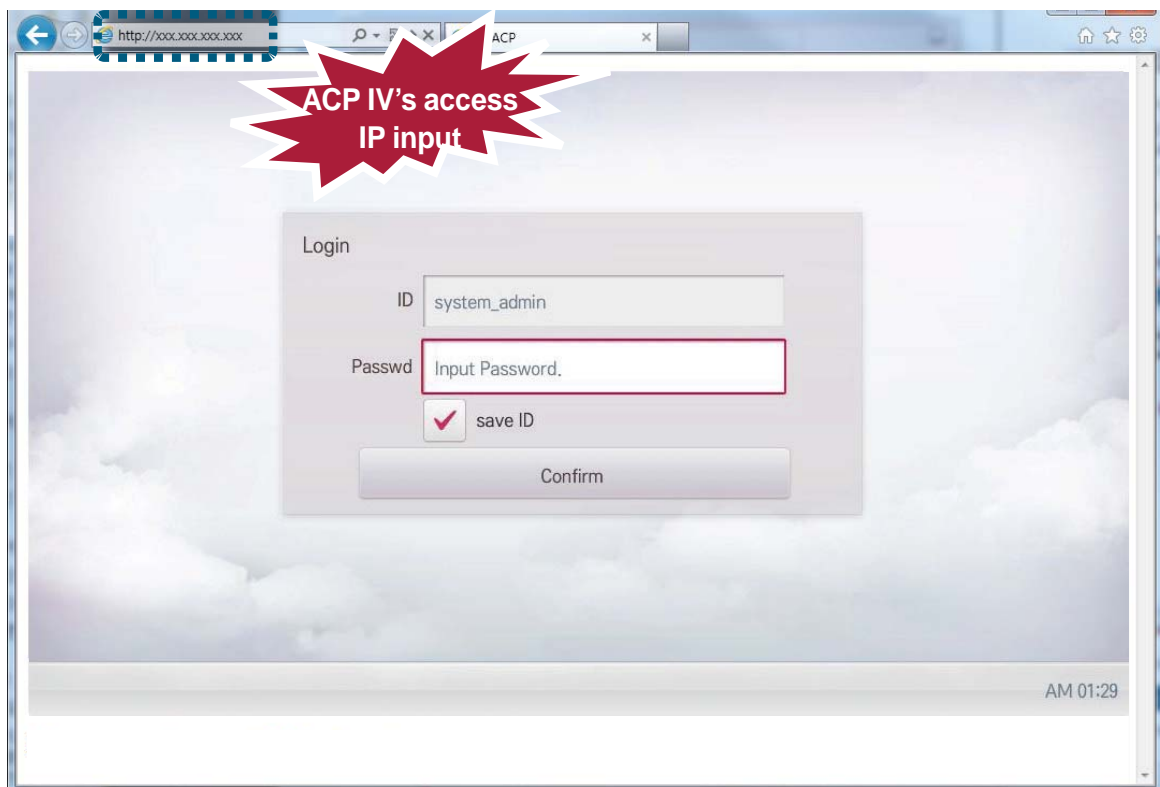 http://xxx.xxx.xxx.xxx
ACP
ACP IV's access
IP input
Login
ID
system_admin
Passwd
Input Password.
save ID
Confirm
AM 01:29